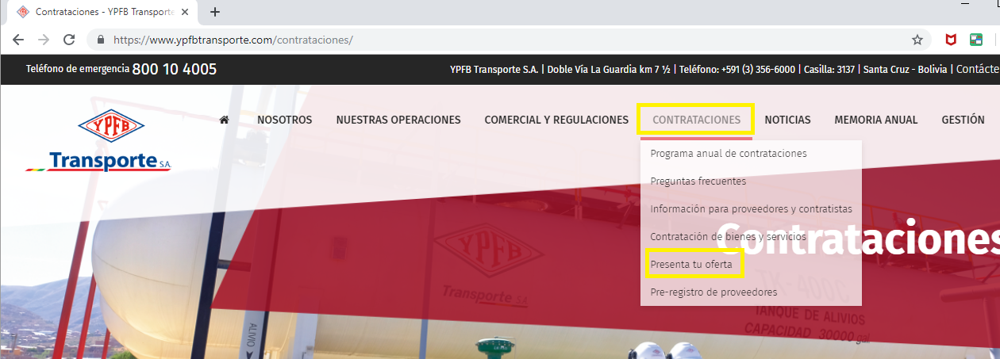 Contrataciones - YPFB Transporte
https://www.ypfbtransporte.com/contrataciones/
Teléfono de emergencia 800 10 4005
YPFB Transporte S.A. | Doble Vía La Guardia km 7 ½ | Teléfono: +591 (3) 356-6000 | Casilla: 3137 | Santa Cruz - Bolivia | Contácte
YPFB
Transporte S.A.
NOSOTROS
NUESTRAS OPERACIONES
COMERCIAL Y REGULACIONES
CONTRATACIONES
NOTICIAS
MEMORIA ANUAL
GESTIÓN
Programa anual de contrataciones
Preguntas frecuentes
Información para proveedores y contratistas
Contratación de bienes y servicios
Presenta tu oferta
Pre-registro de proveedores
Contrataciones
YPFB
Transporte S.A.
TK-400C
TANQUE DE ALIVIOS
CAPACIDAD 30000 gal
ALIVIO